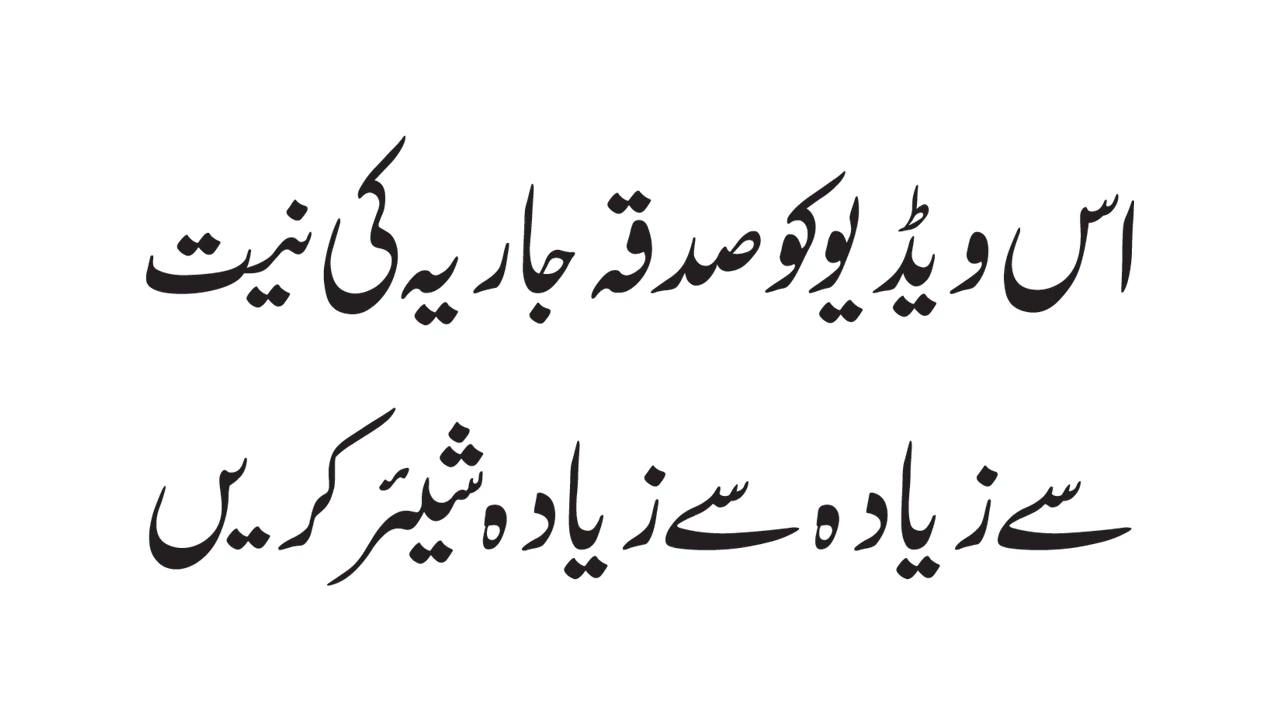 اس ویڈیو کو صدقہ جاریہ کی نیت
سے زیادہ سے زیادہ شیئر کریں